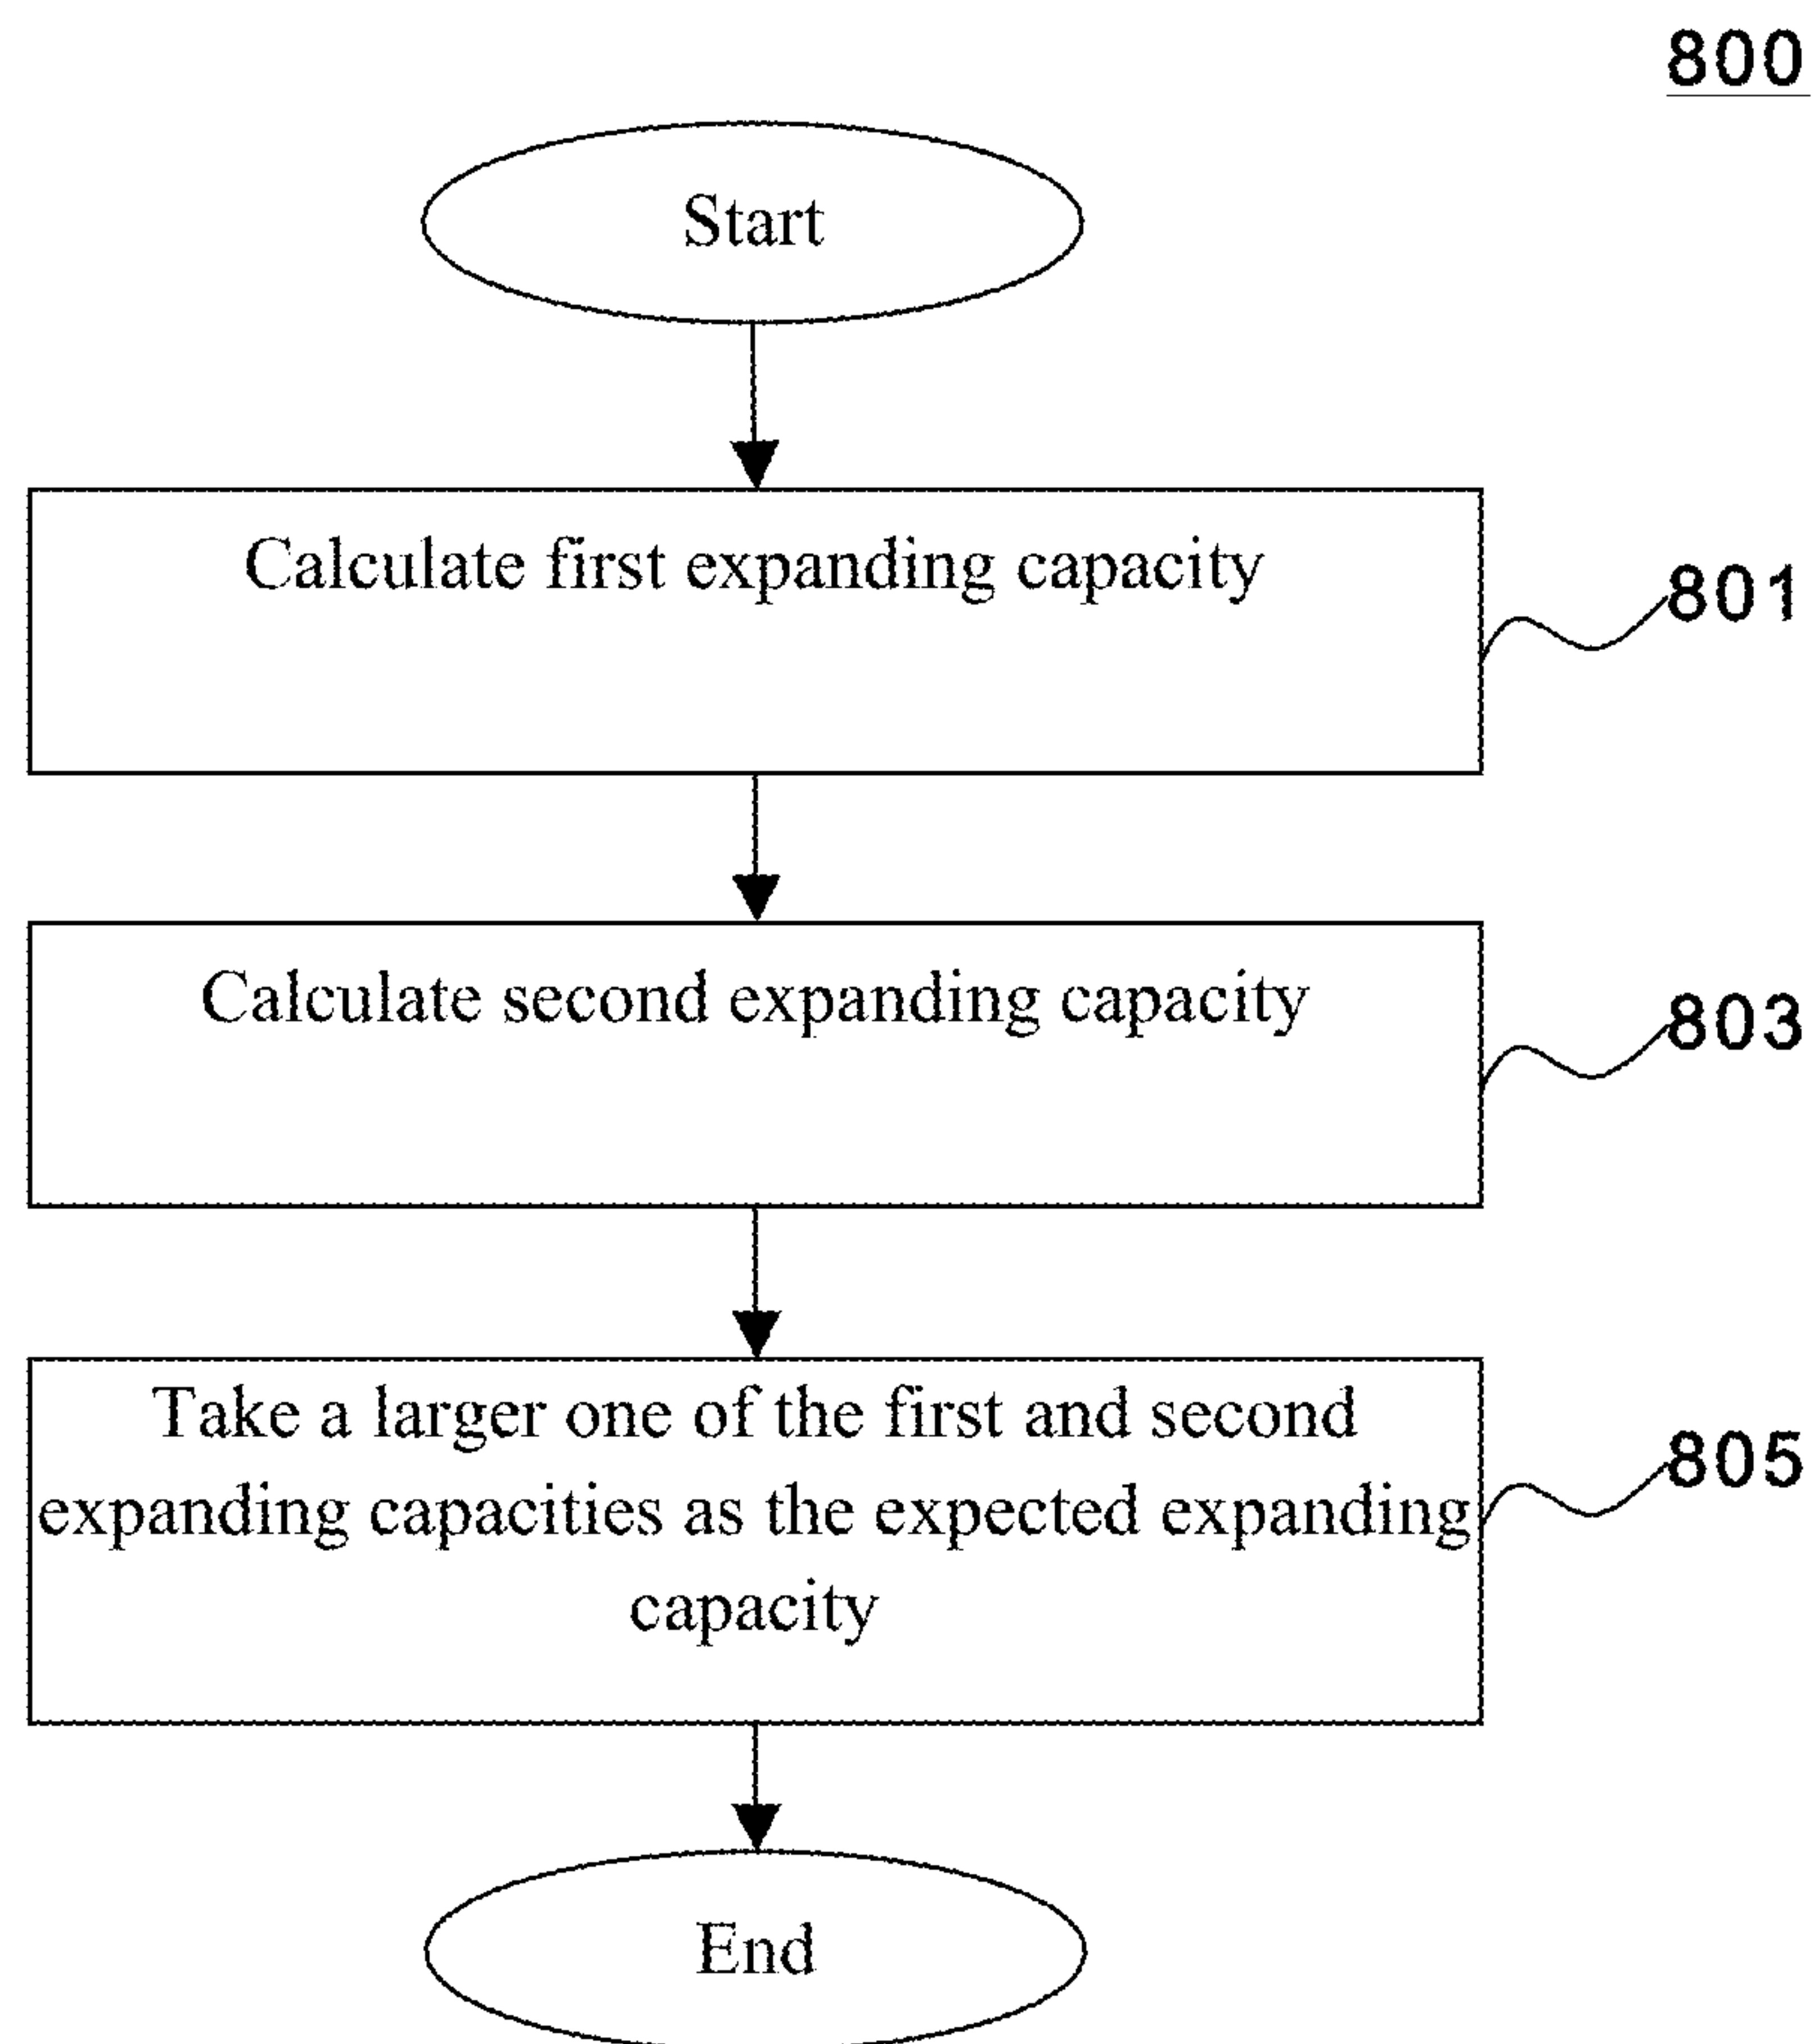 800
Start
Calculate first expanding capacity
801
Calculate second expanding capacity
803
Take a larger one of the first and second
expanding capacities as the expected expanding
capacity
805
End